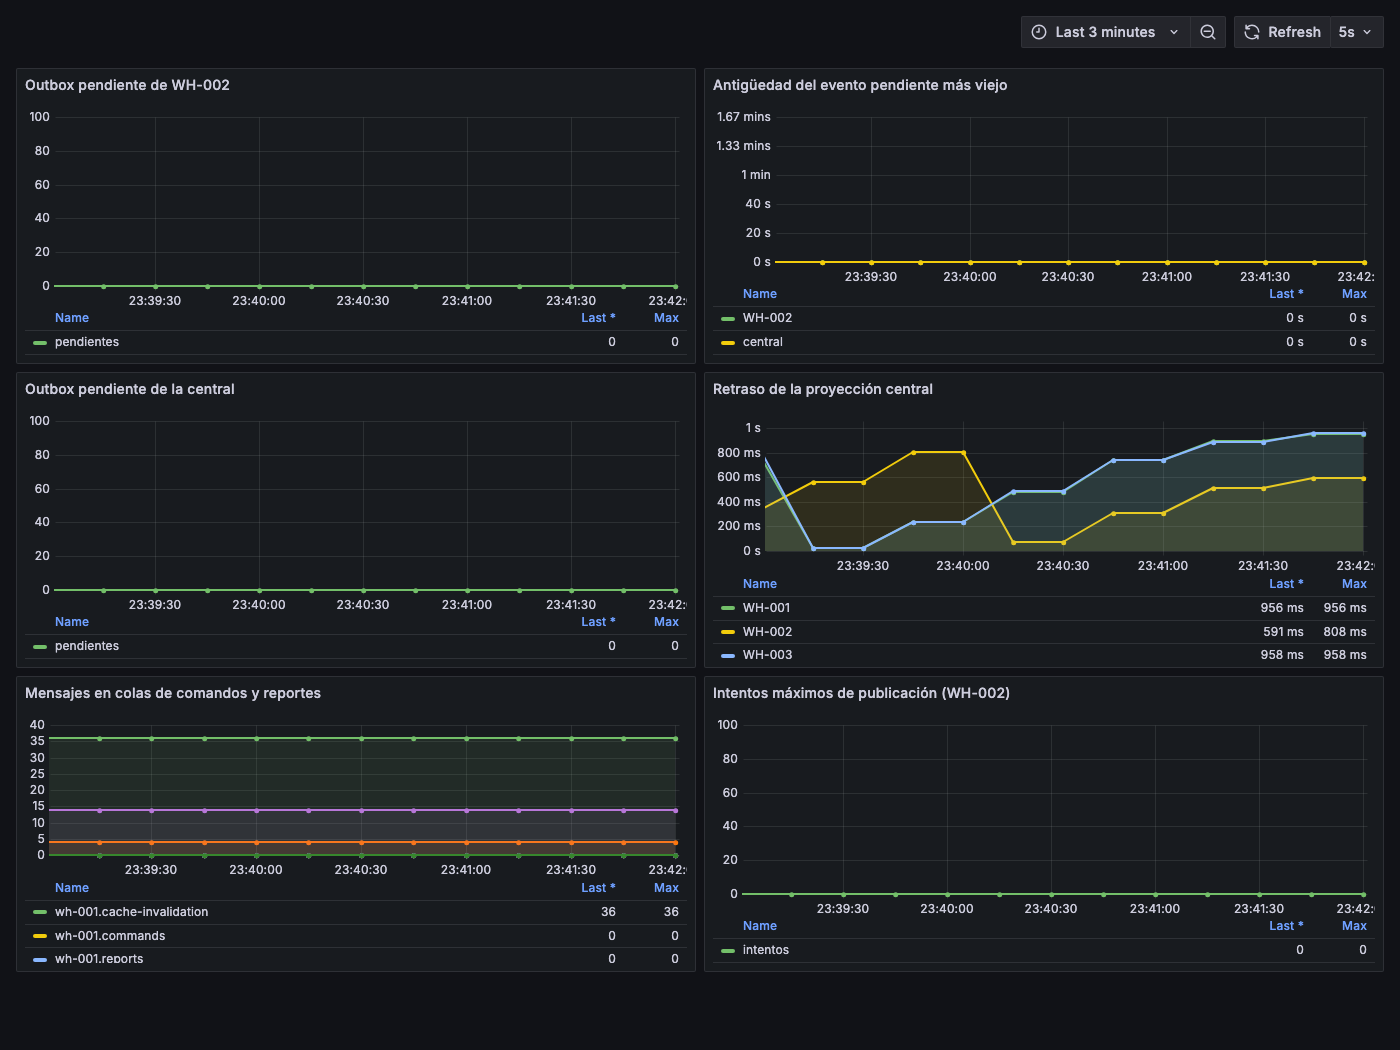 Last 3 minutes
Refresh
5s
Outbox pendiente de WH-002
100
80
60
40
20
0
23:39:30 23:40:00 23:40:30 23:41:00 23:41:30 23:42:
Name Last * Max
pendientes 0 0
Antigüedad del evento pendiente más viejo
1.67 mins
1.33 mins
1 min
40 s
20 s
0 s
23:39:30 23:40:00 23:40:30 23:41:00 23:41:30 23:42:
Name Last * Max
WH-002 0 s 0 s
central 0 s 0 s
Outbox pendiente de la central
100
80
60
40
20
0
23:39:30 23:40:00 23:40:30 23:41:00 23:41:30 23:42:
Name Last * Max
pendientes 0 0
Retraso de la proyección central
1 s
800 ms
600 ms
400 ms
200 ms
0 s
23:39:30 23:40:00 23:40:30 23:41:00 23:41:30 23:42:
Name Last * Max
WH-001 956 ms 956 ms
WH-002 591 ms 808 ms
WH-003 958 ms 958 ms
Mensajes en colas de comandos y reportes
40
35
30
25
20
15
10
5
0
23:39:30 23:40:00 23:40:30 23:41:00 23:41:30 23:42:
Name Last * Max
wh-001.cache-invalidation 36 36
wh-001.commands 0 0
wh-001.reports 0 0
Intentos máximos de publicación (WH-002)
100
80
60
40
20
0
23:39:30 23:40:00 23:40:30 23:41:00 23:41:30 23:42:
Name Last * Max
intentos 0 0